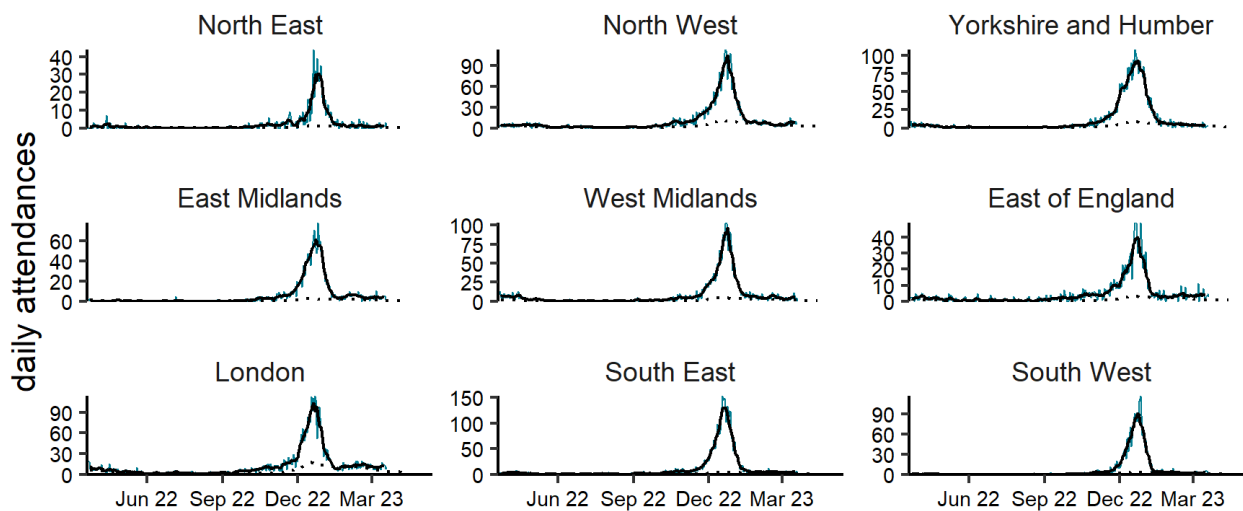 North East North West Yorkshire and Humber
40 30 20 10 0
90 60 30 0
100 75 50 25 0
daily attendances
East Midlands West Midlands East of England
60 40 20 0
100 75 50 25 0
40 30 20 10 0
London South East South West
90 60 30 0
150 100 50 0
90 60 30 0
Jun 22 Sep 22 Dec 22 Mar 23 Jun 22 Sep 22 Dec 22 Mar 23 Jun 22 Sep 22 Dec 22 Mar 23